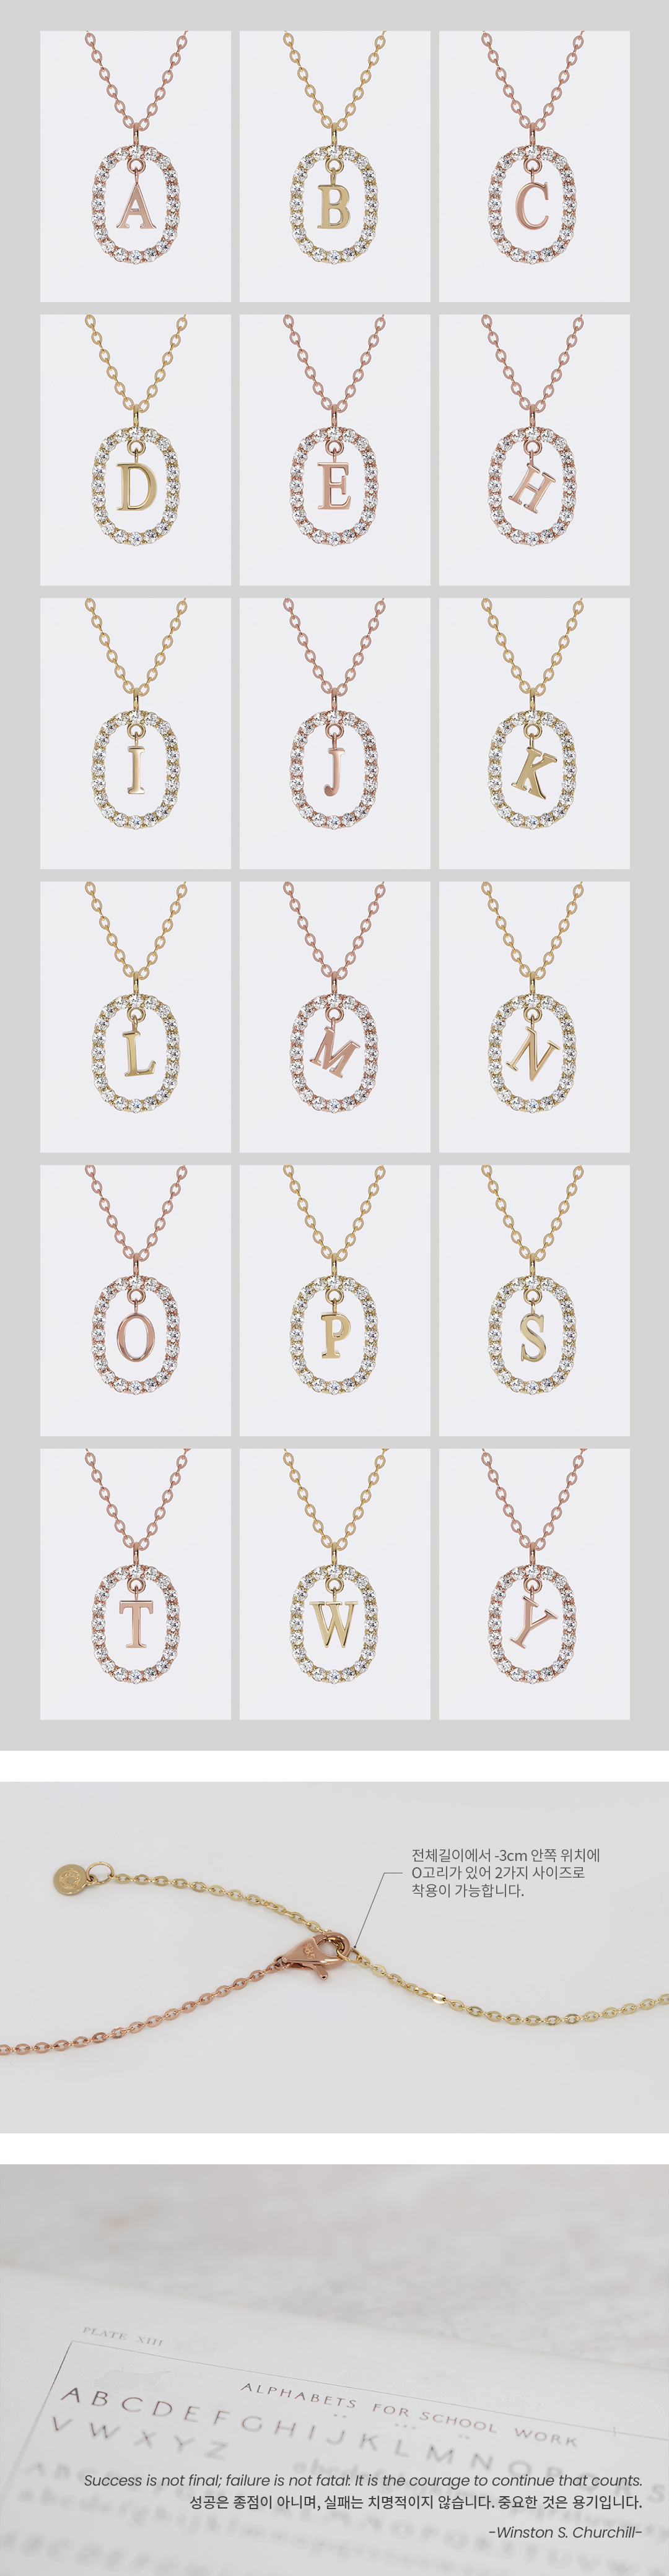 A B C
D E H
I J K
L M N
O P S
T W Y
전체길이에서 -3cm 안쪽 위치에
O고리가 있어 2가지 사이즈로
착용이 가능합니다.
PLATE XIII
ALPHABETS FOR SCHOOL WORK
A B C D E F G H I J K L M N O P Q R S
V W X Y Z
Success is not final; failure is not fatal: It is the courage to continue that counts.
성공은 종점이 아니며, 실패는 치명적이지 않습니다. 중요한 것은 용기입니다.
-Winston S. Churchill-